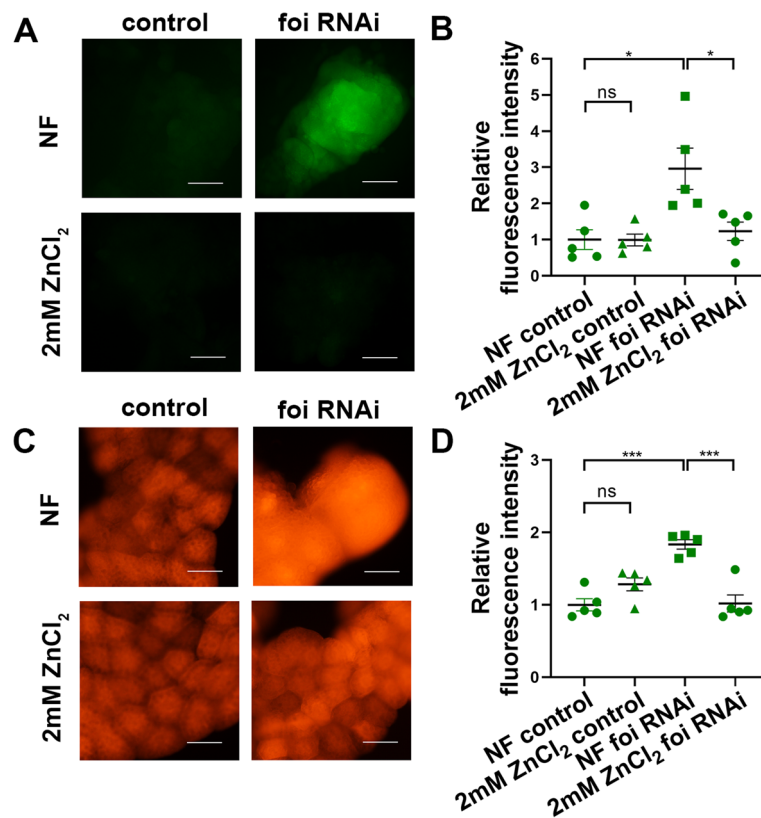 A
control
foi RNAi
NF
2mM ZnCl₂
B
Relative
fluorescence intensity
6
5
4
3
2
1
0
*
*
ns
NF control
2mM ZnCl₂ control
NF foi RNAi
2mM ZnCl₂ foi RNAi
C
control
foi RNAi
NF
2mM ZnCl₂
D
Relative
fluorescence intensity
3
2
1
0
***
***
ns
NF control
2mM ZnCl₂ control
NF foi RNAi
2mM ZnCl₂ foi RNAi